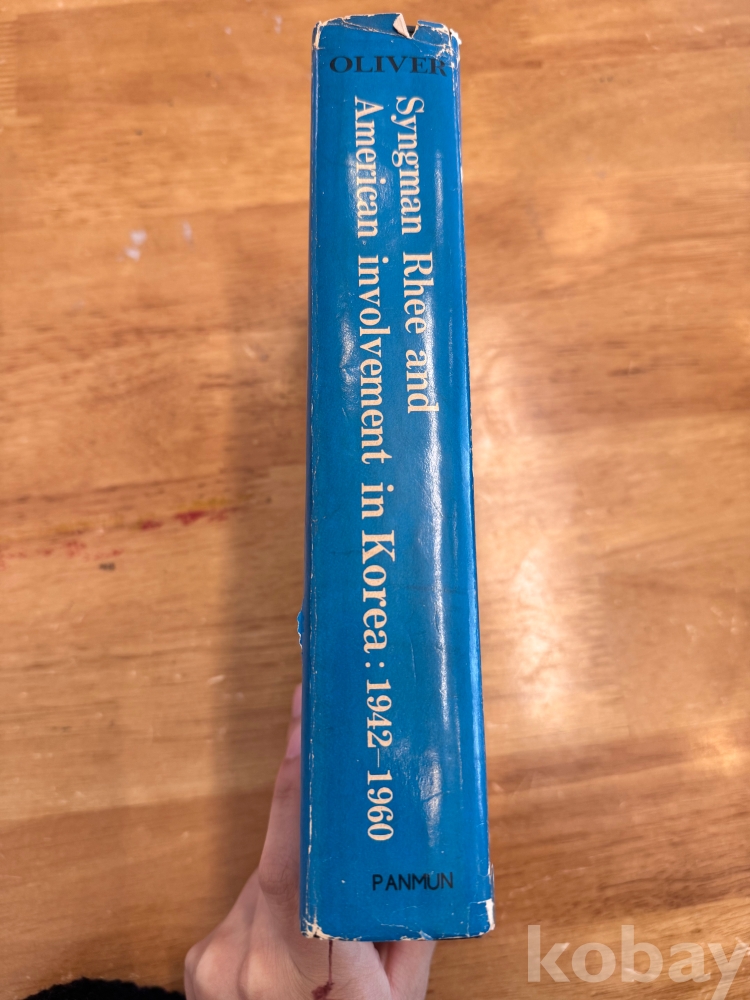 OLIVER
Syngman Rhee and
American involvement in Korea: 1942-1960
PANMUN
kobay